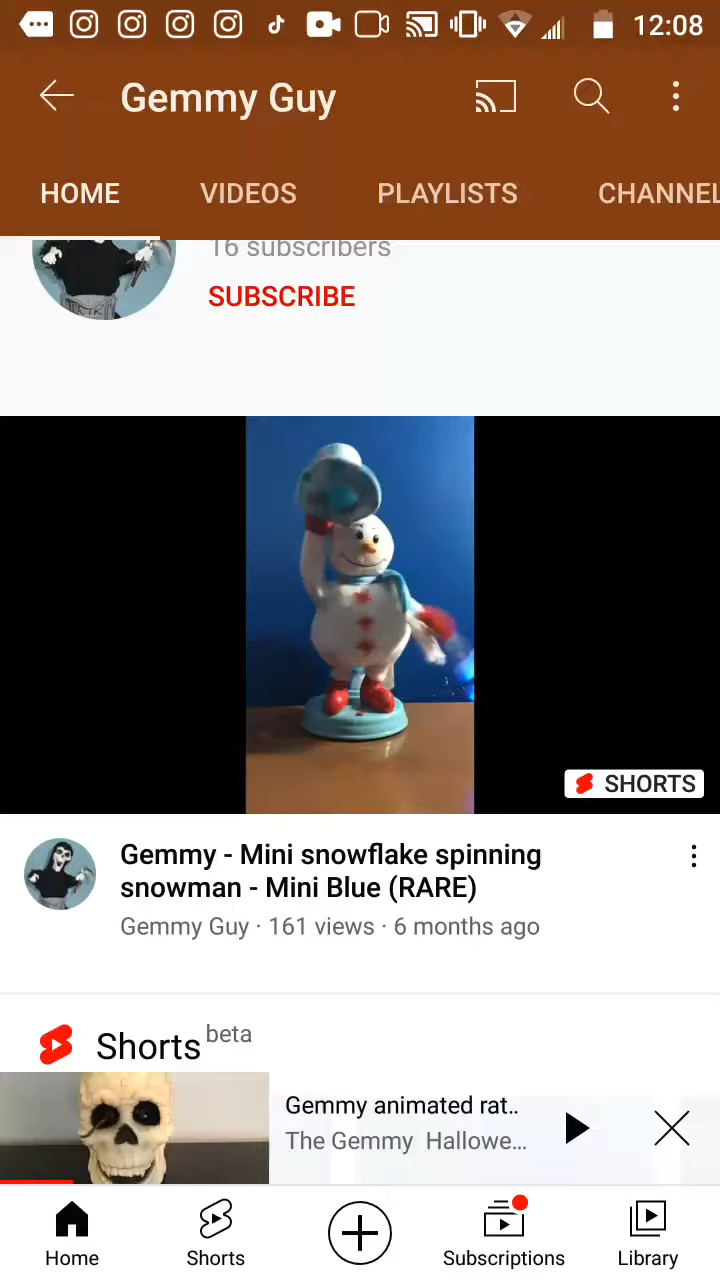 12:08
Gemmy Guy
HOME VIDEOS PLAYLISTS CHANNEL
16 subscribers
SUBSCRIBE
SHORTS
Gemmy - Mini snowflake spinning
snowman - Mini Blue (RARE)
Gemmy Guy · 161 views · 6 months ago
Shorts beta
Gemmy animated rat..
The Gemmy Hallowe...
Home Shorts Subscriptions Library